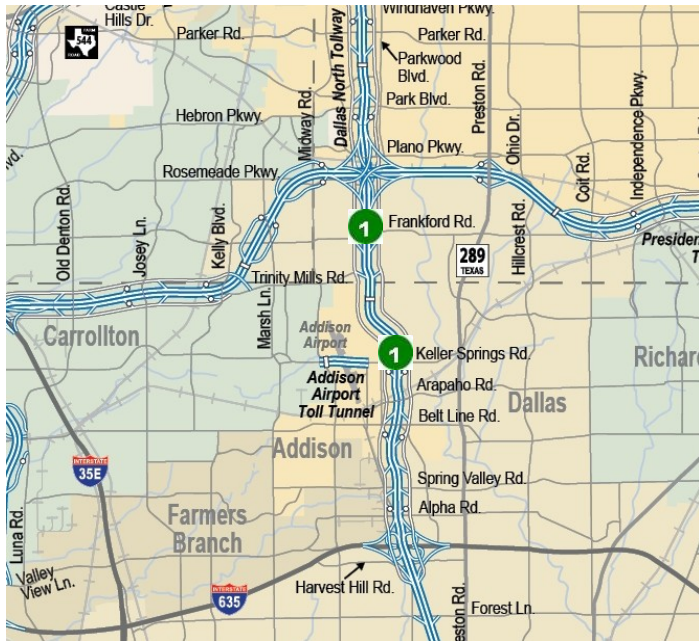 Castle
Hills Dr.
Windhaven Pkwy.
FARM
544
ROAD
Parker Rd.
Parker Rd.
Parkwood
Blvd.
Dallas North Tollway
Midway Rd.
Preston Rd.
Ohio Dr.
Independence Pkwy.
Park Blvd.
Hebron Pkwy.
Plano Pkwy.
Coit Rd.
Rosemeade Pkwy.
Old Denton Rd.
Josey Ln.
Kelly Blvd.
1
Frankford Rd.
Hillcrest Rd.
289
TEXAS
Trinity Mills Rd.
Marsh Ln.
Carrollton
Addison
Airport
1
Keller Springs Rd.
Addison
Airport
Toll Tunnel
Arapaho Rd.
Dallas
Belt Line Rd.
Addison
INTERSTATE
35E
Spring Valley Rd.
Farmers
Branch
Alpha Rd.
Luna Rd.
Valley
View Ln.
Harvest Hill Rd.
INTERSTATE
635
Forest Ln.